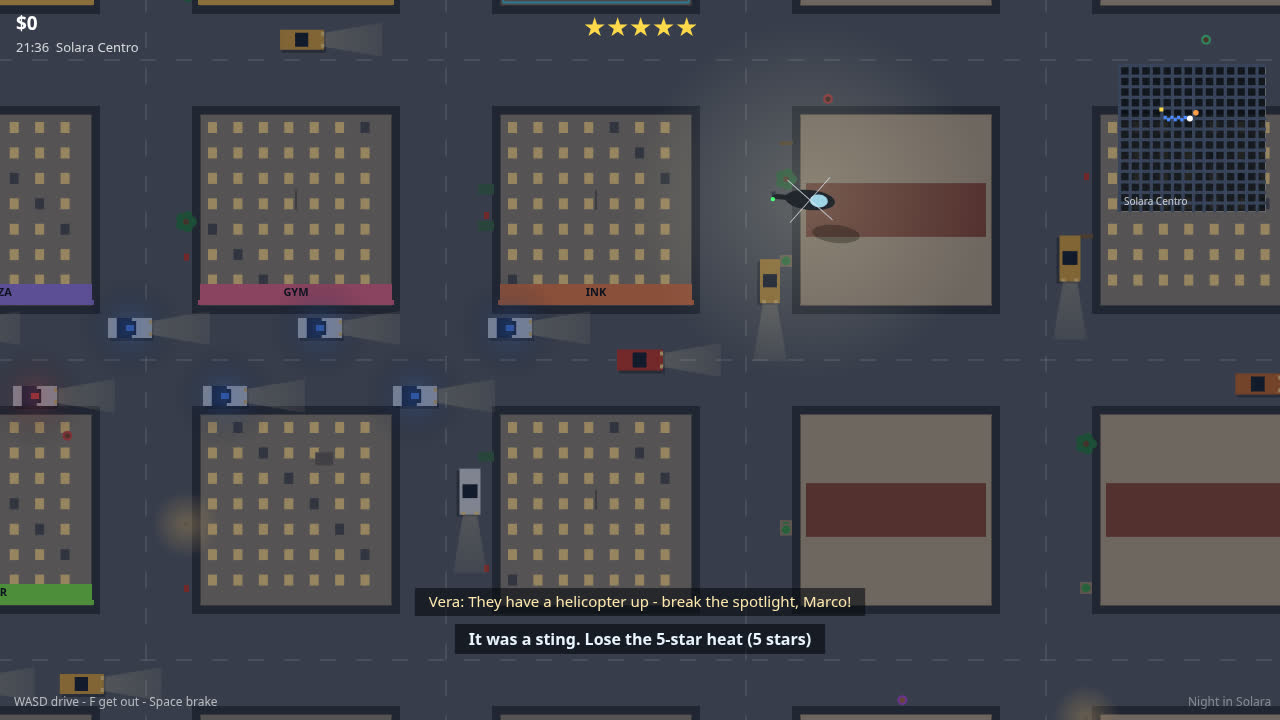 $0
21:36 Solara Centro
★★★★★
Solara Centro
ZA
GYM
INK
R
Vera: They have a helicopter up - break the spotlight, Marco!
It was a sting. Lose the 5-star heat (5 stars)
WASD drive - F get out - Space brake
Night in Solara